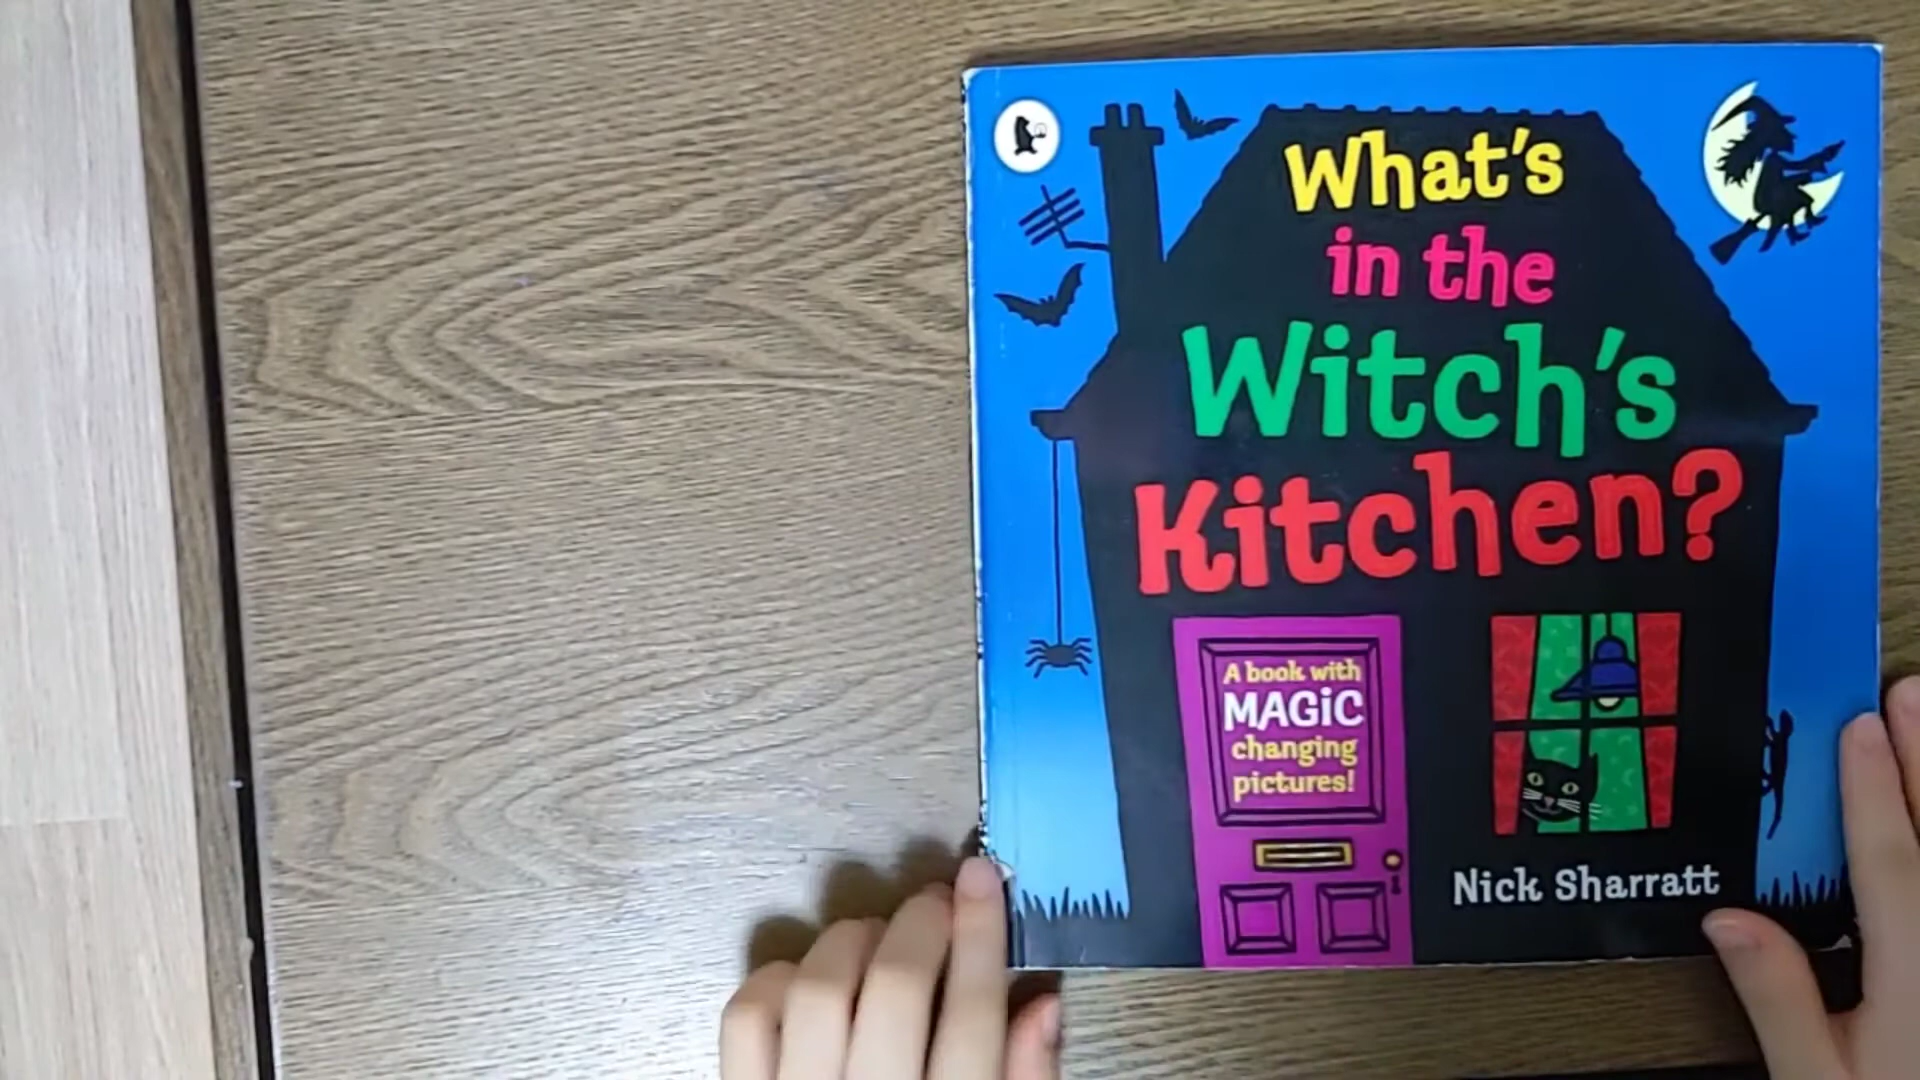 What's
in the
Witch's
Kitchen?
A book with
MAGiC
changing
pictures!
Nick Sharratt